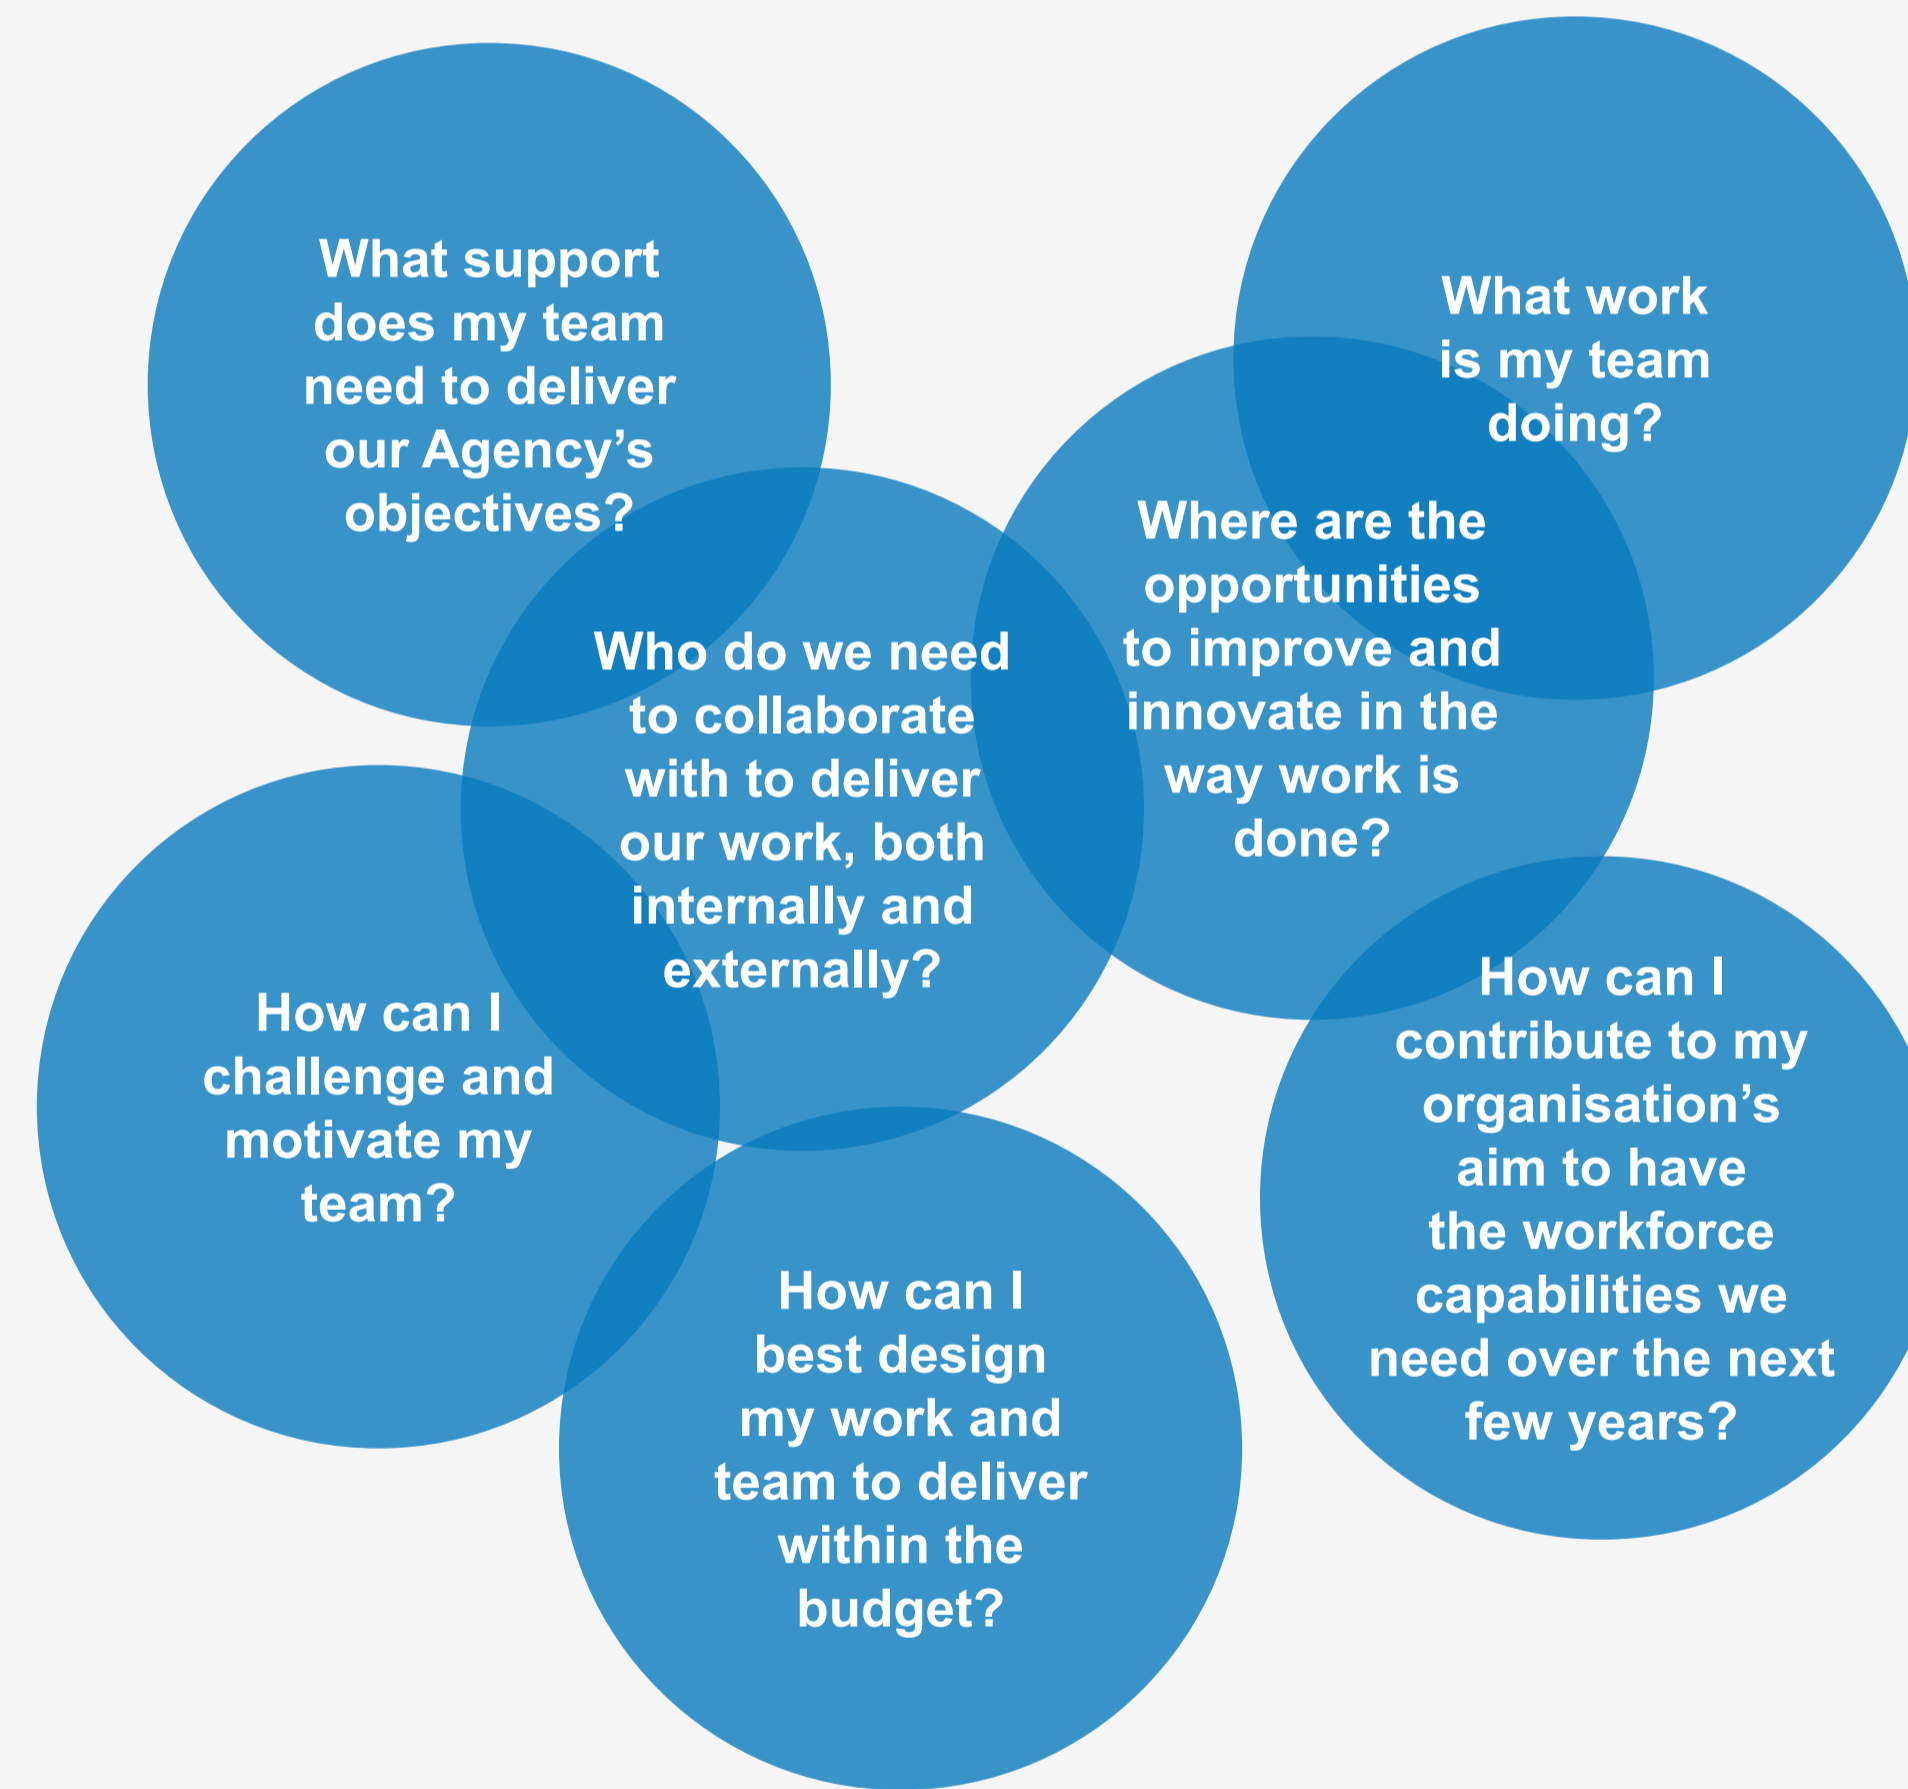 What support
does my team
need to deliver
our Agency’s
objectives?
What work
is my team
doing?
Where are the
opportunities
to improve and
innovate in the
way work is
done?
Who do we need
to collaborate
with to deliver
our work, both
internally and
externally?
How can I
challenge and
motivate my
team?
How can I
contribute to my
organisation’s
aim to have
the workforce
capabilities we
need over the next
few years?
How can I
best design
my work and
team to deliver
within the
budget?